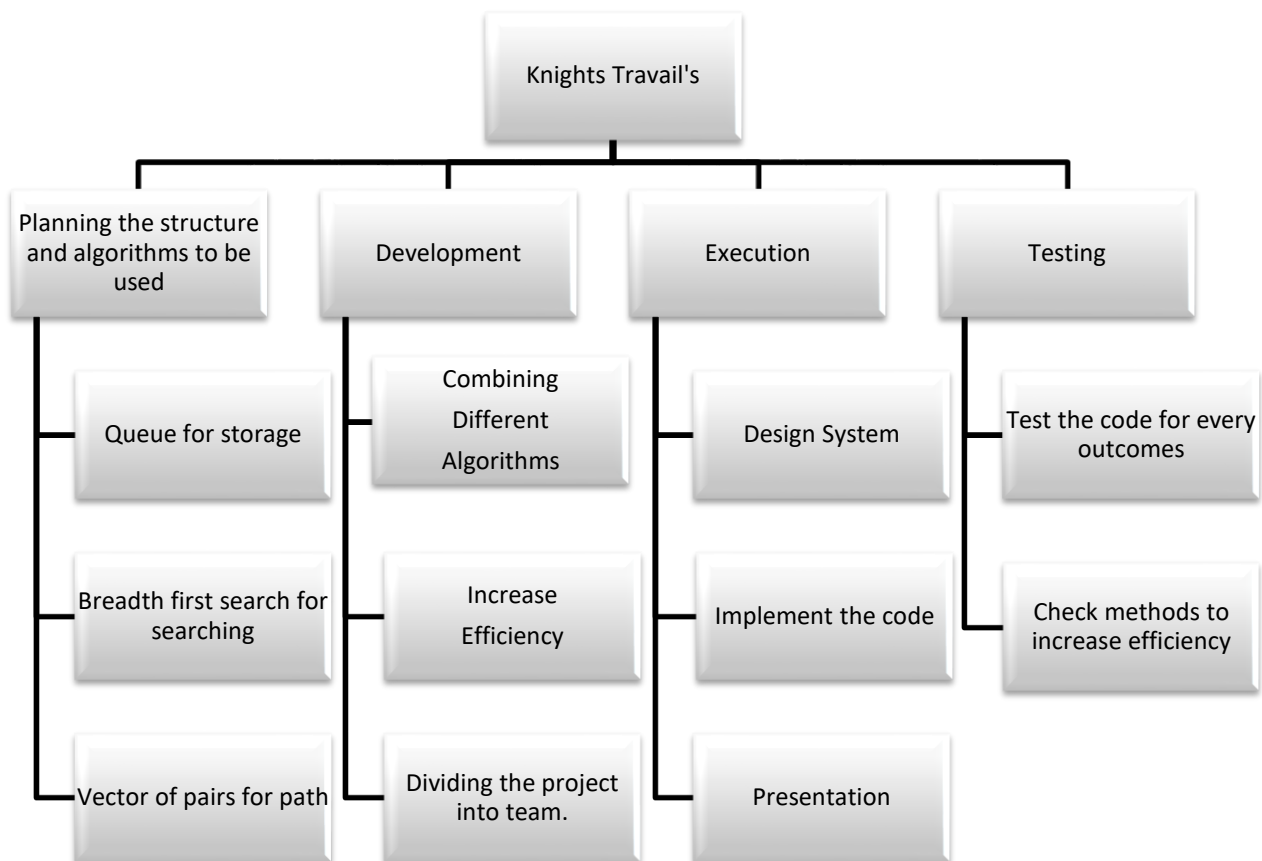 Knights Travail's
Planning the structure
and algorithms to be
used
Queue for storage
Breadth first search for
searching
Vector of pairs for path
Development
Combining
Different
Algorithms
Increase
Efficiency
Dividing the project
into team.
Execution
Design System
Implement the code
Presentation
Testing
Test the code for every
outcomes
Check methods to
increase efficiency